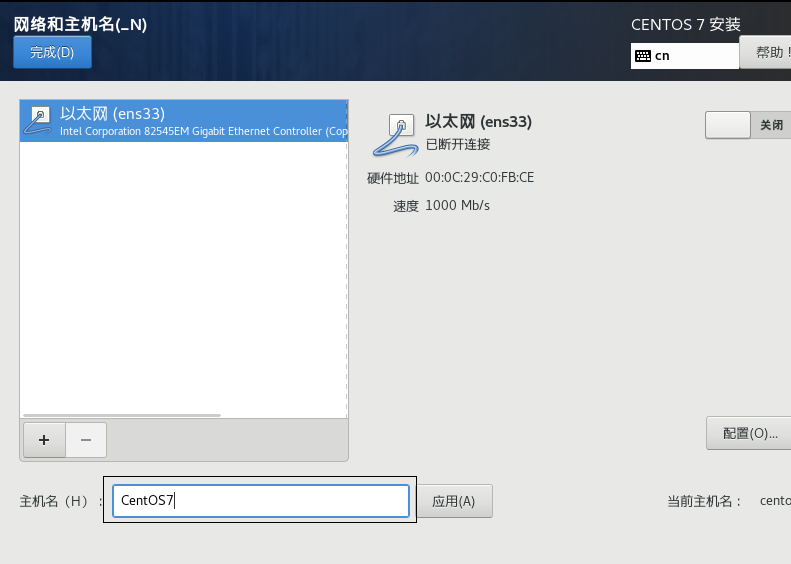 网络和主机名(_N)
CENTOS 7 安装
完成(D)
cn
帮助!
以太网 (ens33)
Intel Corporation 82545EM Gigabit Ethernet Controller (Cop
以太网 (ens33)
已断开连接
关闭
硬件地址 00:0C:29:C0:FB:CE
速度 1000 Mb/s
+ −
配置(O)...
主机名（H）: CentOS7
应用(A)
当前主机名： cento